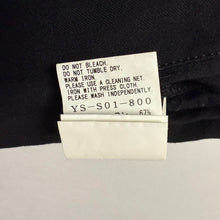 DO NOT BLEACH.
DO NOT TUMBLE DRY.
WARM IRON.
PLEASE USE A CLEANING NET.
IRON WITH PRESS CLOTH.
PLEASE WASH INDEPENDENTLY.
YS-S01-800
67%